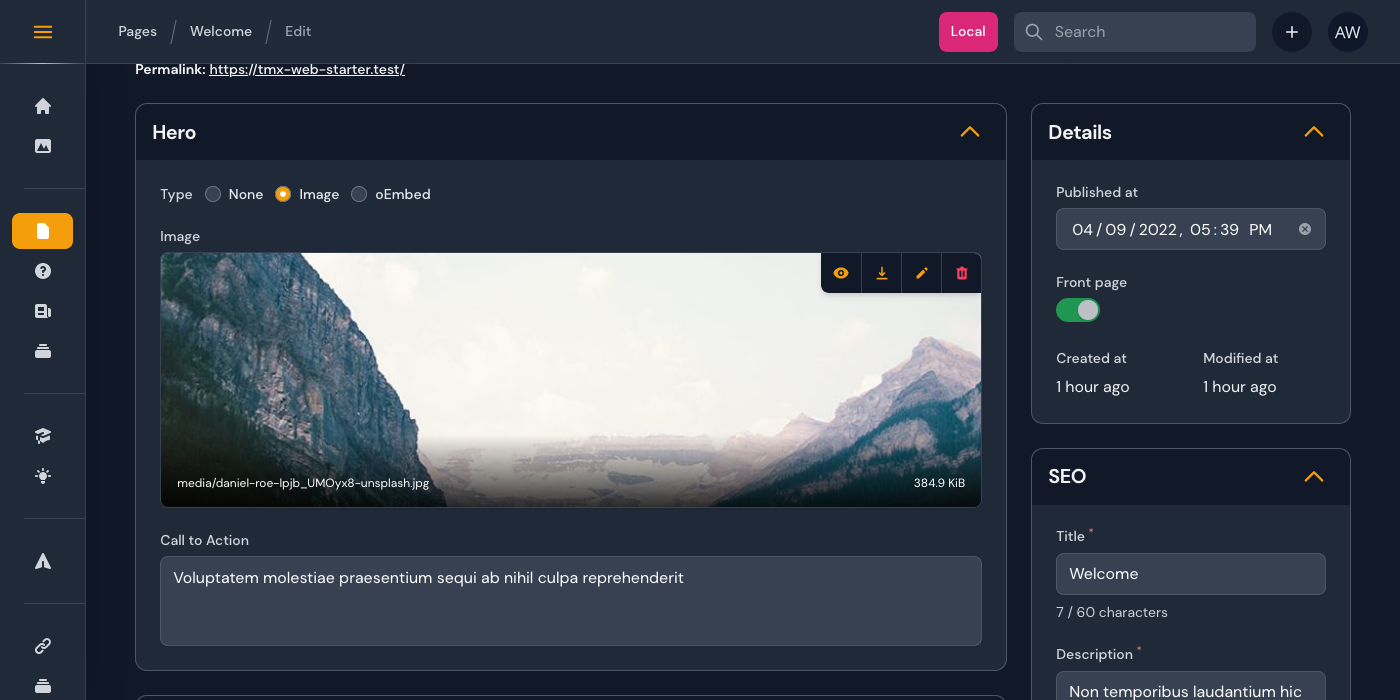 Pages / Welcome / Edit
Local
Search
+
AW
Permalink: https://tmx-web-starter.test/
Hero
Type None Image oEmbed
Image
media/daniel-roe-lpjb_UMOyx8-unsplash.jpg
384.9 KiB
Call to Action
Voluptatem molestiae praesentium sequi ab nihil culpa reprehenderit
Details
Published at
04/09/2022, 05:39 PM
Front page
Created at
1 hour ago
Modified at
1 hour ago
SEO
Title *
Welcome
7 / 60 characters
Description *
Non temporibus laudantium hic